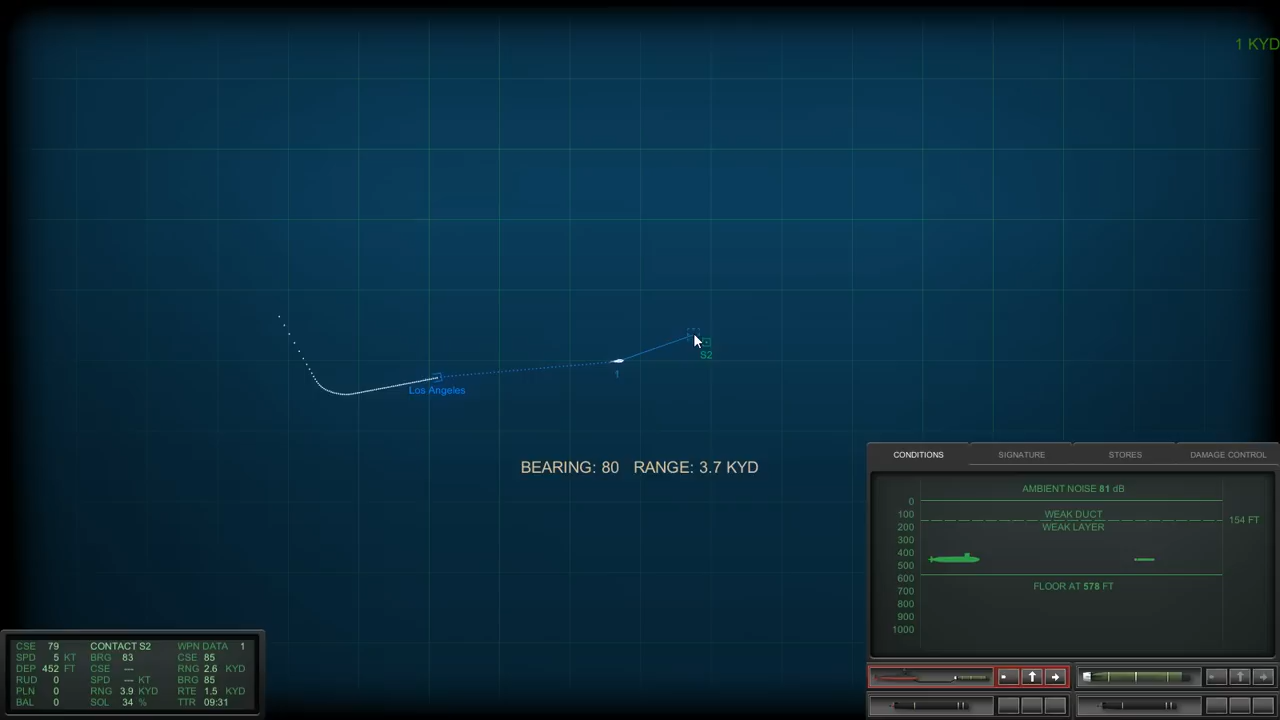 1 KYD
S2
1
Los Angeles
BEARING: 80 RANGE: 3.7 KYD
CONDITIONS SIGNATURE STORES DAMAGE CONTROL
AMBIENT NOISE 81 dB
0
100 WEAK DUCT
154 FT
200 WEAK LAYER
300
400
500
600
FLOOR AT 578 FT
700
800
900
1000
CSE 79 CONTACT S2 WPN DATA 1
SPD 5 KT BRG 83 CSE 85
DEP 452 FT CSE --- RNG 2.6 KYD
RUD 0 SPD --- KT BRG 85
PLN 0 RNG 3.9 KYD RTE 1.5 KYD
BAL 0 SOL 34 % TTR 09:31